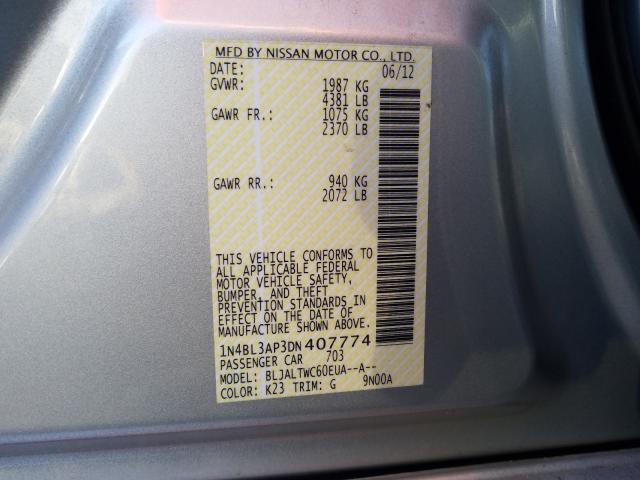 MFD BY NISSAN MOTOR CO., LTD.
DATE: 06/12
GVWR: 1987 KG
4381 LB
GAWR FR.: 1075 KG
2370 LB
GAWR RR.: 940 KG
2072 LB
THIS VEHICLE CONFORMS TO
ALL APPLICABLE FEDERAL
MOTOR VEHICLE SAFETY,
BUMPER, AND THEFT
PREVENTION STANDARDS IN
EFFECT ON THE DATE OF
MANUFACTURE SHOWN ABOVE.
1N4BL3AP3DN407774
PASSENGER CAR 703
MODEL: BLJALTWC60EUA--A--
COLOR: K23 TRIM: G 9N00A